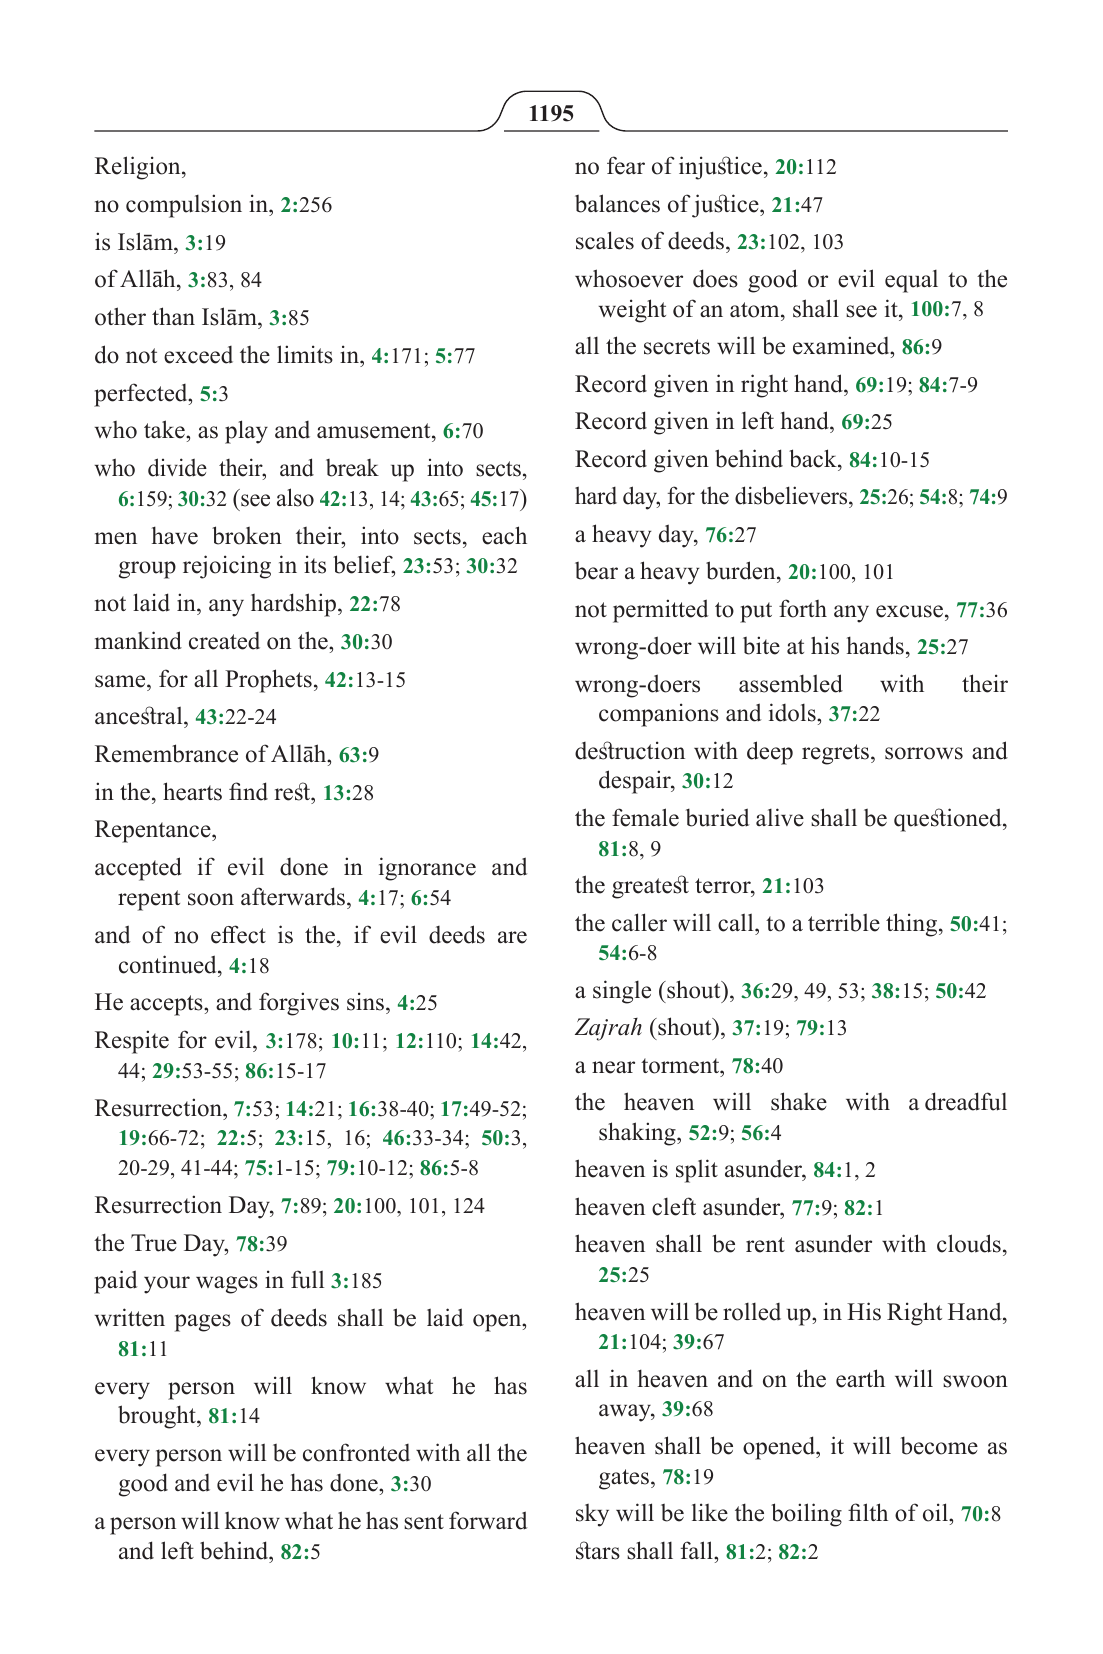 1195
Religion,
no compulsion in, 2:256
is Islām, 3:19
of Allāh, 3:83, 84
other than Islām, 3:85
do not exceed the limits in, 4:171; 5:77
perfected, 5:3
who take, as play and amusement, 6:70
who divide their, and break up into sects,
6:159; 30:32 (see also 42:13, 14; 43:65; 45:17)
men have broken their, into sects, each
group rejoicing in its belief, 23:53; 30:32
not laid in, any hardship, 22:78
mankind created on the, 30:30
same, for all Prophets, 42:13-15
ancestral, 43:22-24
Remembrance of Allāh, 63:9
in the, hearts find rest, 13:28
Repentance,
accepted if evil done in ignorance and
repent soon afterwards, 4:17; 6:54
and of no effect is the, if evil deeds are
continued, 4:18
He accepts, and forgives sins, 4:25
Respite for evil, 3:178; 10:11; 12:110; 14:42,
44; 29:53-55; 86:15-17
Resurrection, 7:53; 14:21; 16:38-40; 17:49-52;
19:66-72; 22:5; 23:15, 16; 46:33-34; 50:3,
20-29, 41-44; 75:1-15; 79:10-12; 86:5-8
Resurrection Day, 7:89; 20:100, 101, 124
the True Day, 78:39
paid your wages in full 3:185
written pages of deeds shall be laid open,
81:11
every person will know what he has
brought, 81:14
every person will be confronted with all the
good and evil he has done, 3:30
a person will know what he has sent forward
and left behind, 82:5
no fear of injustice, 20:112
balances of justice, 21:47
scales of deeds, 23:102, 103
whosoever does good or evil equal to the
weight of an atom, shall see it, 100:7, 8
all the secrets will be examined, 86:9
Record given in right hand, 69:19; 84:7-9
Record given in left hand, 69:25
Record given behind back, 84:10-15
hard day, for the disbelievers, 25:26; 54:8; 74:9
a heavy day, 76:27
bear a heavy burden, 20:100, 101
not permitted to put forth any excuse, 77:36
wrong-doer will bite at his hands, 25:27
wrong-doers assembled with their
companions and idols, 37:22
destruction with deep regrets, sorrows and
despair, 30:12
the female buried alive shall be questioned,
81:8, 9
the greatest terror, 21:103
the caller will call, to a terrible thing, 50:41;
54:6-8
a single (shout), 36:29, 49, 53; 38:15; 50:42
Zajrah (shout), 37:19; 79:13
a near torment, 78:40
the heaven will shake with a dreadful
shaking, 52:9; 56:4
heaven is split asunder, 84:1, 2
heaven cleft asunder, 77:9; 82:1
heaven shall be rent asunder with clouds,
25:25
heaven will be rolled up, in His Right Hand,
21:104; 39:67
all in heaven and on the earth will swoon
away, 39:68
heaven shall be opened, it will become as
gates, 78:19
sky will be like the boiling filth of oil, 70:8
stars shall fall, 81:2; 82:2